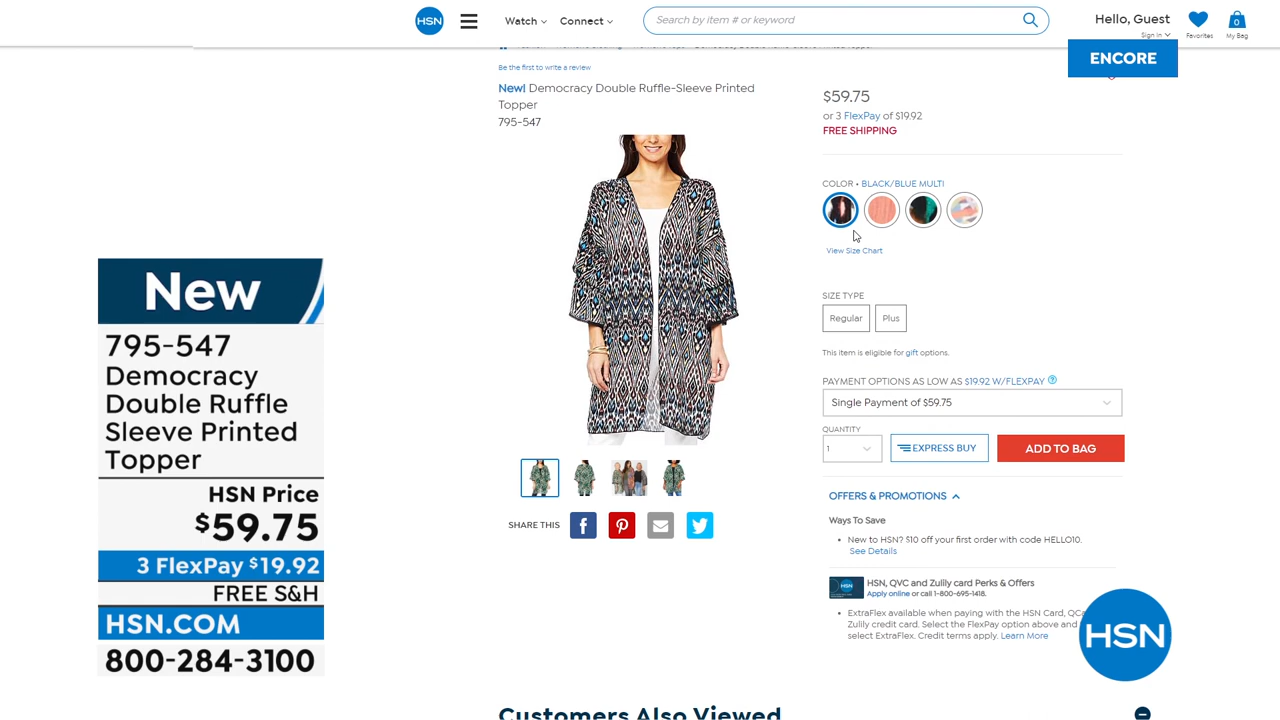 HSN
Watch
Connect
Search by item # or keyword
Hello, Guest
Sign in
Favorites
0
My Bag
ENCORE
Be the first to write a review
New! Democracy Double Ruffle-Sleeve Printed
Topper
795-547
$59.75
or 3 FlexPay of $19.92
FREE SHIPPING
COLOR • BLACK/BLUE MULTI
View Size Chart
SIZE TYPE
Regular
Plus
This item is eligible for gift options.
PAYMENT OPTIONS AS LOW AS $19.92 W/FLEXPAY ?
Single Payment of $59.75
QUANTITY
1
EXPRESS BUY
ADD TO BAG
SHARE THIS
OFFERS & PROMOTIONS
Ways To Save
• New to HSN? $10 off your first order with code HELLO10.
See Details
HSN, QVC and Zulily card Perks & Offers
Apply online or call 1-800-695-1418.
• ExtraFlex available when paying with the HSN Card, QCa
Zulily credit card. Select the FlexPay option above and
select ExtraFlex. Credit terms apply. Learn More
HSN
Customers Also Viewed
New
795-547
Democracy
Double Ruffle
Sleeve Printed
Topper
HSN Price
$59.75
3 FlexPay $19.92
FREE S&H
HSN.COM
800-284-3100